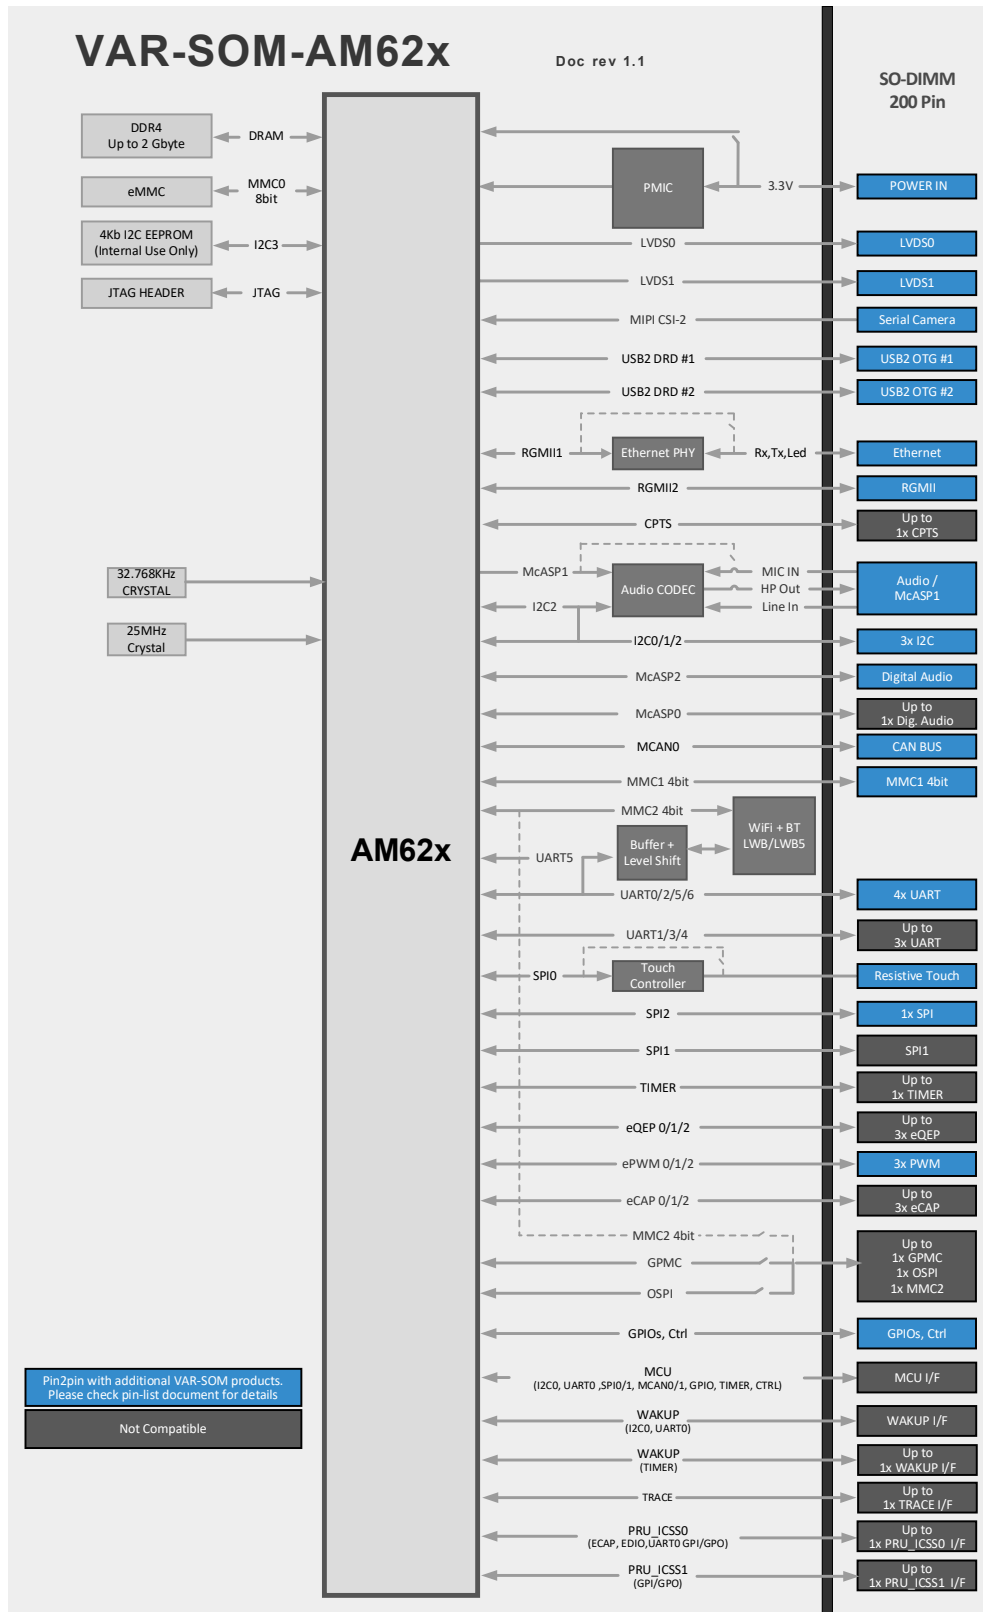 VAR-SOM-AM62x
Doc rev 1.1
SO-DIMM
200 Pin
DDR4
Up to 2 Gbyte
DRAM
eMMC
MMC0
8bit
4Kb I2C EEPROM
(Internal Use Only)
I2C3
JTAG HEADER
JTAG
32.768KHz
CRYSTAL
25MHz
Crystal
AM62x
PMIC
3.3V
POWER IN
LVDS0
LVDS0
LVDS1
LVDS1
MIPI CSI-2
Serial Camera
USB2 DRD #1
USB2 OTG #1
USB2 DRD #2
USB2 OTG #2
RGMII1
Ethernet PHY
Rx,Tx,Led
Ethernet
RGMII2
RGMII
CPTS
Up to
1x CPTS
McASP1
Audio CODEC
MIC IN
HP Out
Line In
Audio /
McASP1
I2C2
I2C0/1/2
3x I2C
McASP2
Digital Audio
McASP0
Up to
1x Dig. Audio
MCAN0
CAN BUS
MMC1 4bit
MMC1 4bit
MMC2 4bit
WiFi + BT
LWB/LWB5
Buffer +
Level Shift
UART5
UART0/2/5/6
4x UART
UART1/3/4
Up to
3x UART
SPI0
Touch
Controller
Resistive Touch
SPI2
1x SPI
SPI1
SPI1
TIMER
Up to
1x TIMER
eQEP 0/1/2
Up to
3x eQEP
ePWM 0/1/2
3x PWM
eCAP 0/1/2
Up to
3x eCAP
MMC2 4bit
GPMC
OSPI
Up to
1x GPMC
1x OSPI
1x MMC2
GPIOs, Ctrl
GPIOs, Ctrl
MCU
(I2C0, UART0 ,SPI0/1, MCAN0/1, GPIO, TIMER, CTRL)
MCU I/F
WAKUP
(I2C0, UART0)
WAKUP I/F
WAKUP
(TIMER)
Up to
1x WAKUP I/F
TRACE
Up to
1x TRACE I/F
PRU_ICSS0
(ECAP, EDIO,UART0 GPI/GPO)
Up to
1x PRU_ICSS0 I/F
PRU_ICSS1
(GPI/GPO)
Up to
1x PRU_ICSS1 I/F
Pin2pin with additional VAR-SOM products.
Please check pin-list document for details
Not Compatible